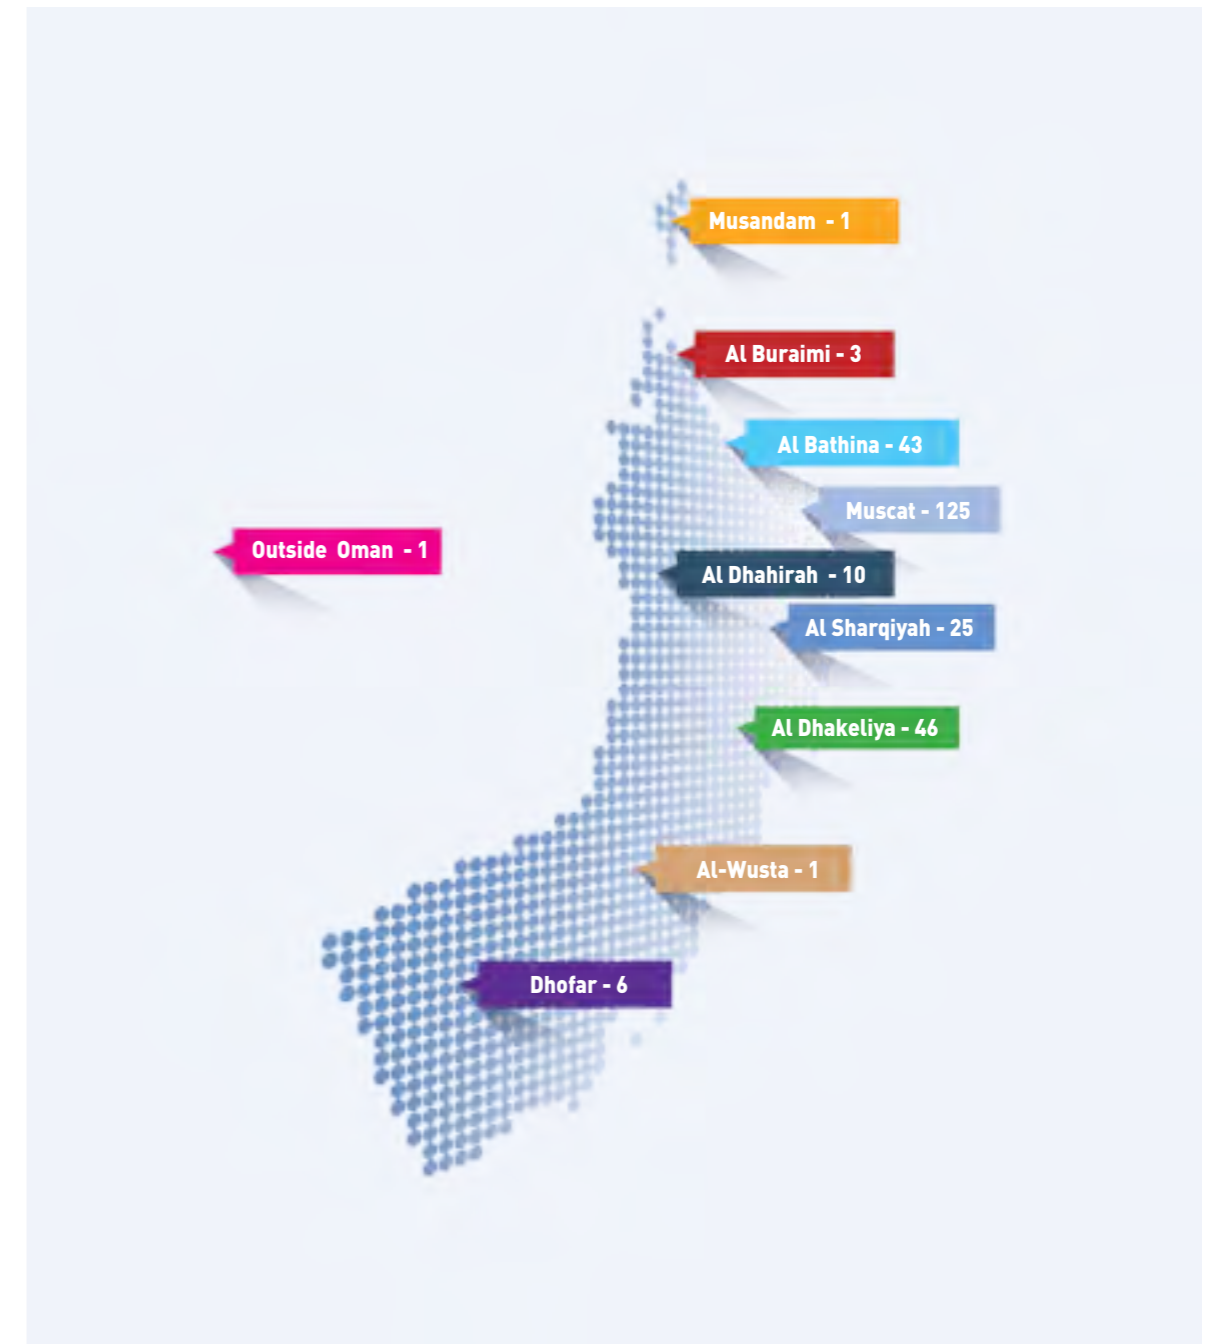 Musandam - 1
Al Buraimi - 3
Al Bathina - 43
Muscat - 125
Outside Oman - 1
Al Dhahirah - 10
Al Sharqiyah - 25
Al Dhakeliya - 46
Al-Wusta - 1
Dhofar - 6